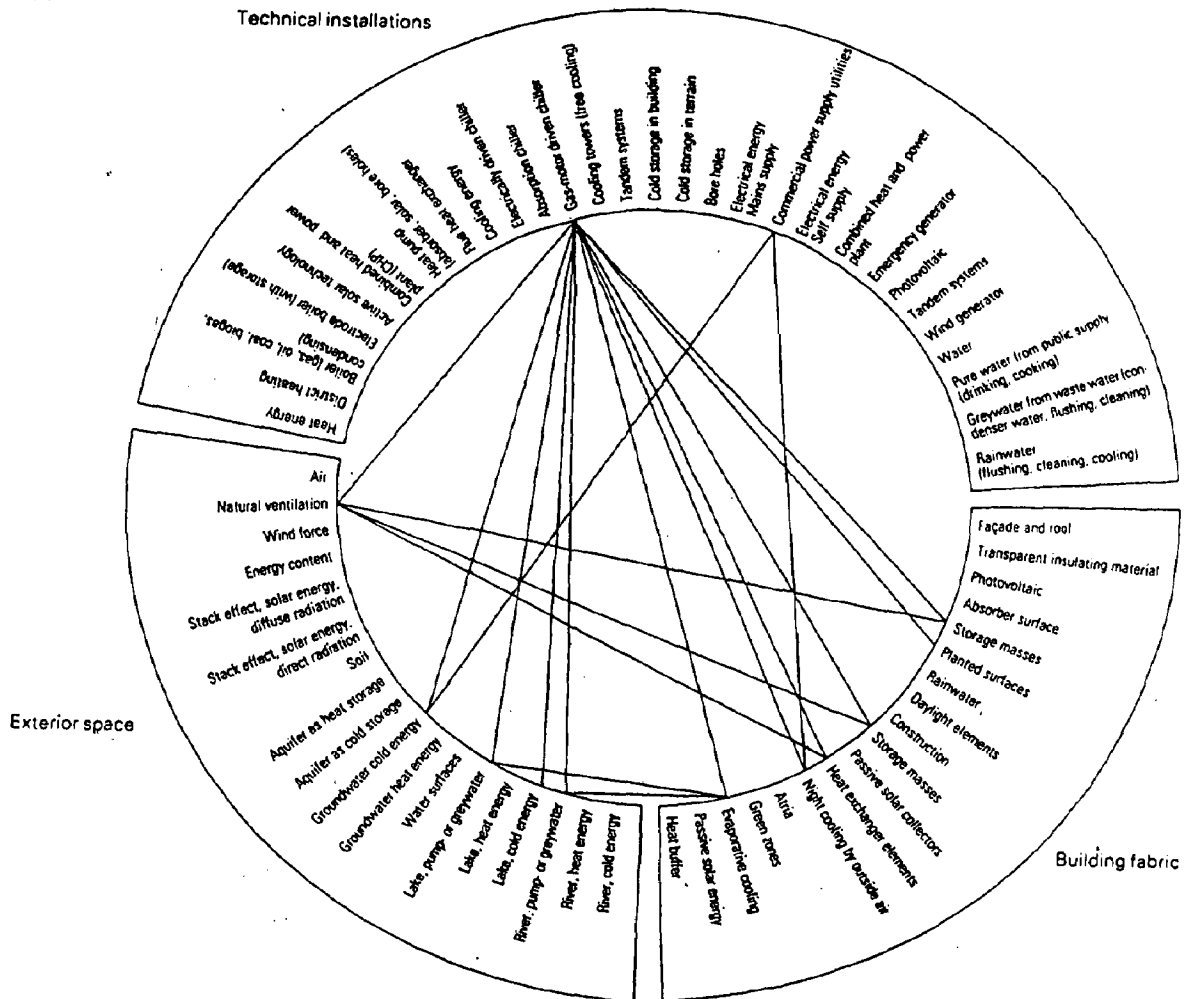 Technical installations
Heat energy
District heating
Boiler (gas, oil, coal, biogas,
condensing)
Electrode boiler (with storage)
Active solar technology
Combined heat and power
plant (CHP)
Heat pump
(absorber, solar, bore holes)
Flue heat exchanger
Cooling energy
Electrically driven chiller
Absorption chiller
Gas-motor driven chiller
Cooling towers (free cooling)
Tandem systems
Cold storage in building
Cold storage in terrain
Bore holes
Electrical energy
Mains supply
Commercial power supply utilities
Electrical energy
Self supply
Combined heat and power
plant
Emergency generator
Photovoltaic
Tandem systems
Wind generator
Water
Pure water from public supply
(drinking, cooking)
Greywater from waste water (con-
denser water, flushing, cleaning)
Rainwater
(flushing, cleaning, cooling)
Façade and roof
Transparent insulating material
Photovoltaic
Absorber surface
Storage masses
Planted surfaces
Rainwater
Daylight elements
Construction
Storage masses
Passive solar collectors
Heat exchanger elements
Night cooling by outside air
Atria
Green zones
Evaporative cooling
Passive solar energy
Heat buffer
Building fabric
Air
Natural ventilation
Wind force
Energy content
Stack effect, solar energy,
diffuse radiation
Stack effect, solar energy,
direct radiation
Soil
Aquifer as heat storage
Aquifer as cold storage
Groundwater cold energy
Groundwater heat energy
Water surfaces
Lake, pump- or greywater
Lake, heat energy
Lake, cold energy
River, pump- or greywater
River, heat energy
River, cold energy
Exterior space